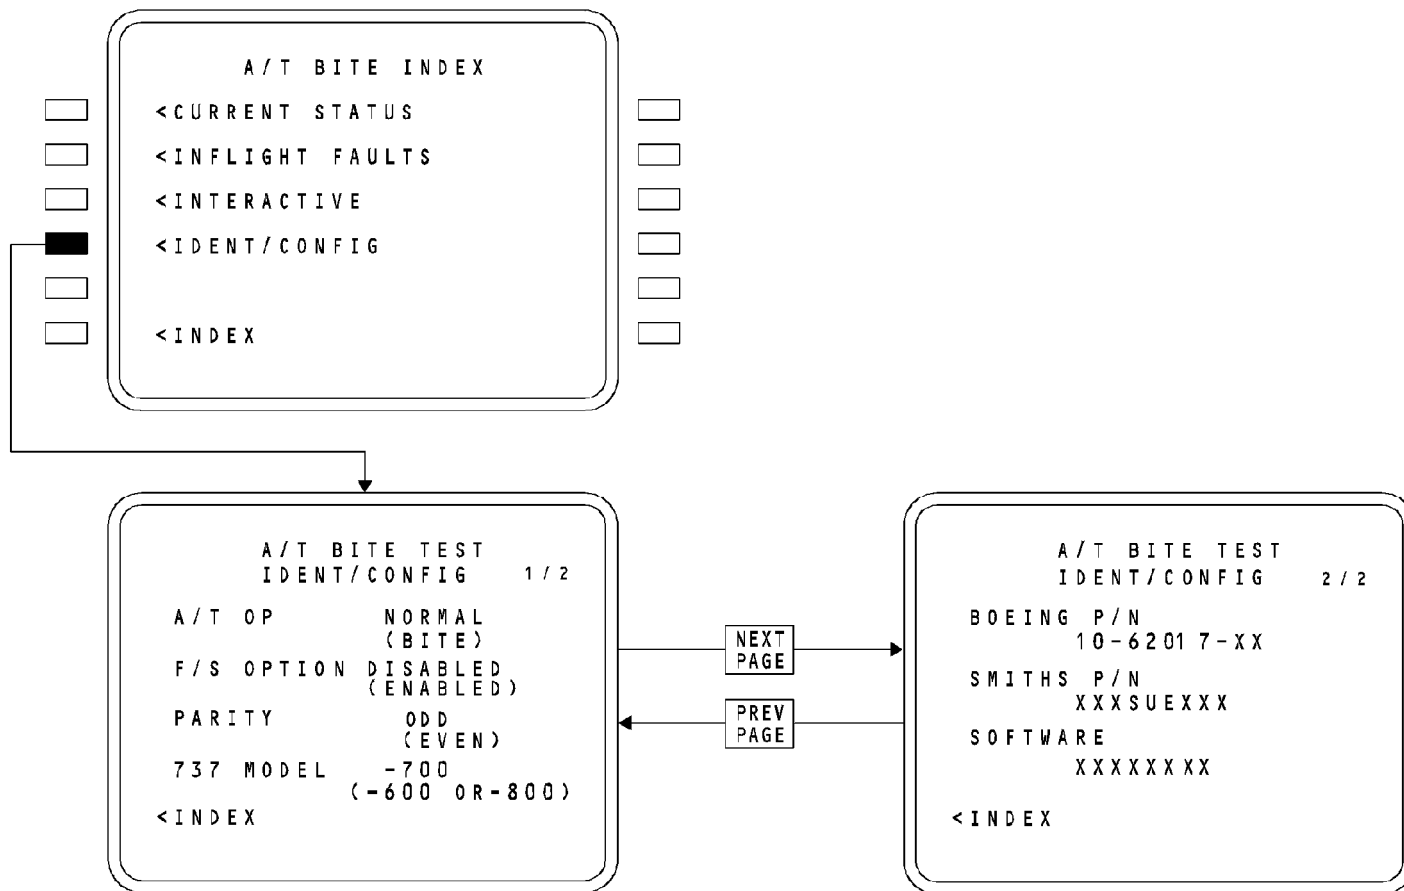 A/T BITE INDEX
<CURRENT STATUS
<INFLIGHT FAULTS
<INTERACTIVE
<IDENT/CONFIG
<INDEX
A/T BITE TEST
IDENT/CONFIG 1/2
A/T OP NORMAL
(BITE)
F/S OPTION DISABLED
(ENABLED)
PARITY ODD
(EVEN)
737 MODEL -700
(-600 OR-800)
<INDEX
NEXT
PAGE
PREV
PAGE
A/T BITE TEST
IDENT/CONFIG 2/2
BOEING P/N
10-62017-XX
SMITHS P/N
XXXSUEXXX
SOFTWARE
XXXXXXXX
<INDEX